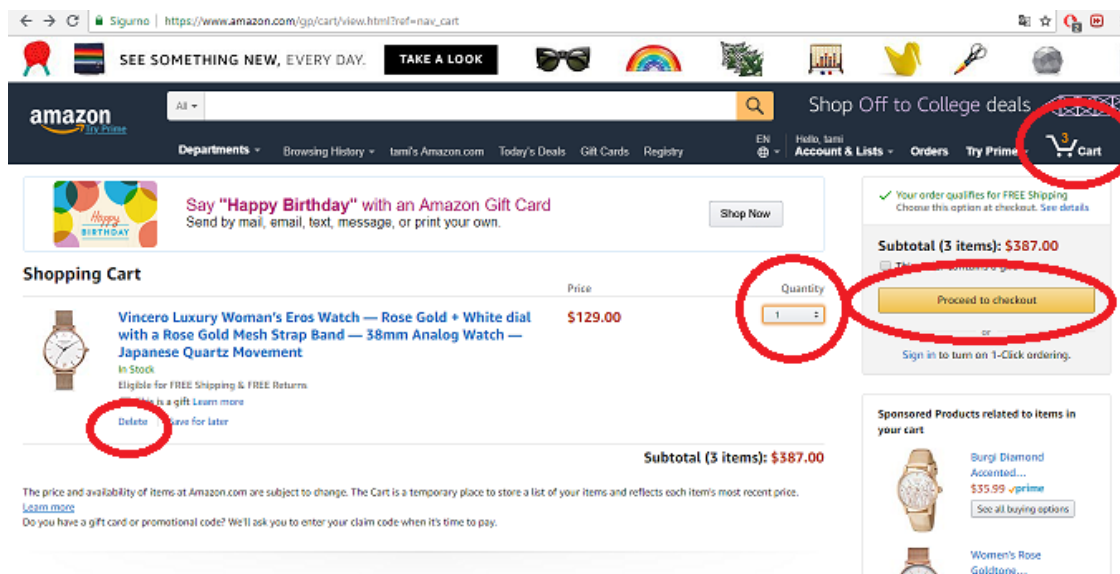 Sigurno
https://www.amazon.com/gp/cart/view.html?ref=nav_cart
SEE SOMETHING NEW, EVERY DAY.
TAKE A LOOK
amazon
Try Prime
All
Shop Off to College deals
Departments
Browsing History
tami's Amazon.com
Today's Deals
Gift Cards
Registry
EN
Hello, tami
Account & Lists
Orders
Try Prime
3
Cart
Happy
BIRTHDAY
Say "Happy Birthday" with an Amazon Gift Card
Send by mail, email, text, message, or print your own.
Shop Now
Your order qualifies for FREE Shipping
Choose this option at checkout. See details
Subtotal (3 items): $387.00
Proceed to checkout
or
Sign in to turn on 1-Click ordering.
Shopping Cart
Price
Quantity
Vincero Luxury Woman's Eros Watch — Rose Gold + White dial
with a Rose Gold Mesh Strap Band — 38mm Analog Watch —
Japanese Quartz Movement
$129.00
1
In Stock
Eligible for FREE Shipping & FREE Returns
This is a gift Learn more
Delete
Save for later
Subtotal (3 items): $387.00
The price and availability of items at Amazon.com are subject to change. The Cart is a temporary place to store a list of your items and reflects each item's most recent price.
Learn more
Do you have a gift card or promotional code? We'll ask you to enter your claim code when it's time to pay.
Sponsored Products related to items in
your cart
Burgi Diamond
Accented...
$35.99 prime
See all buying options
Women's Rose
Goldtone...